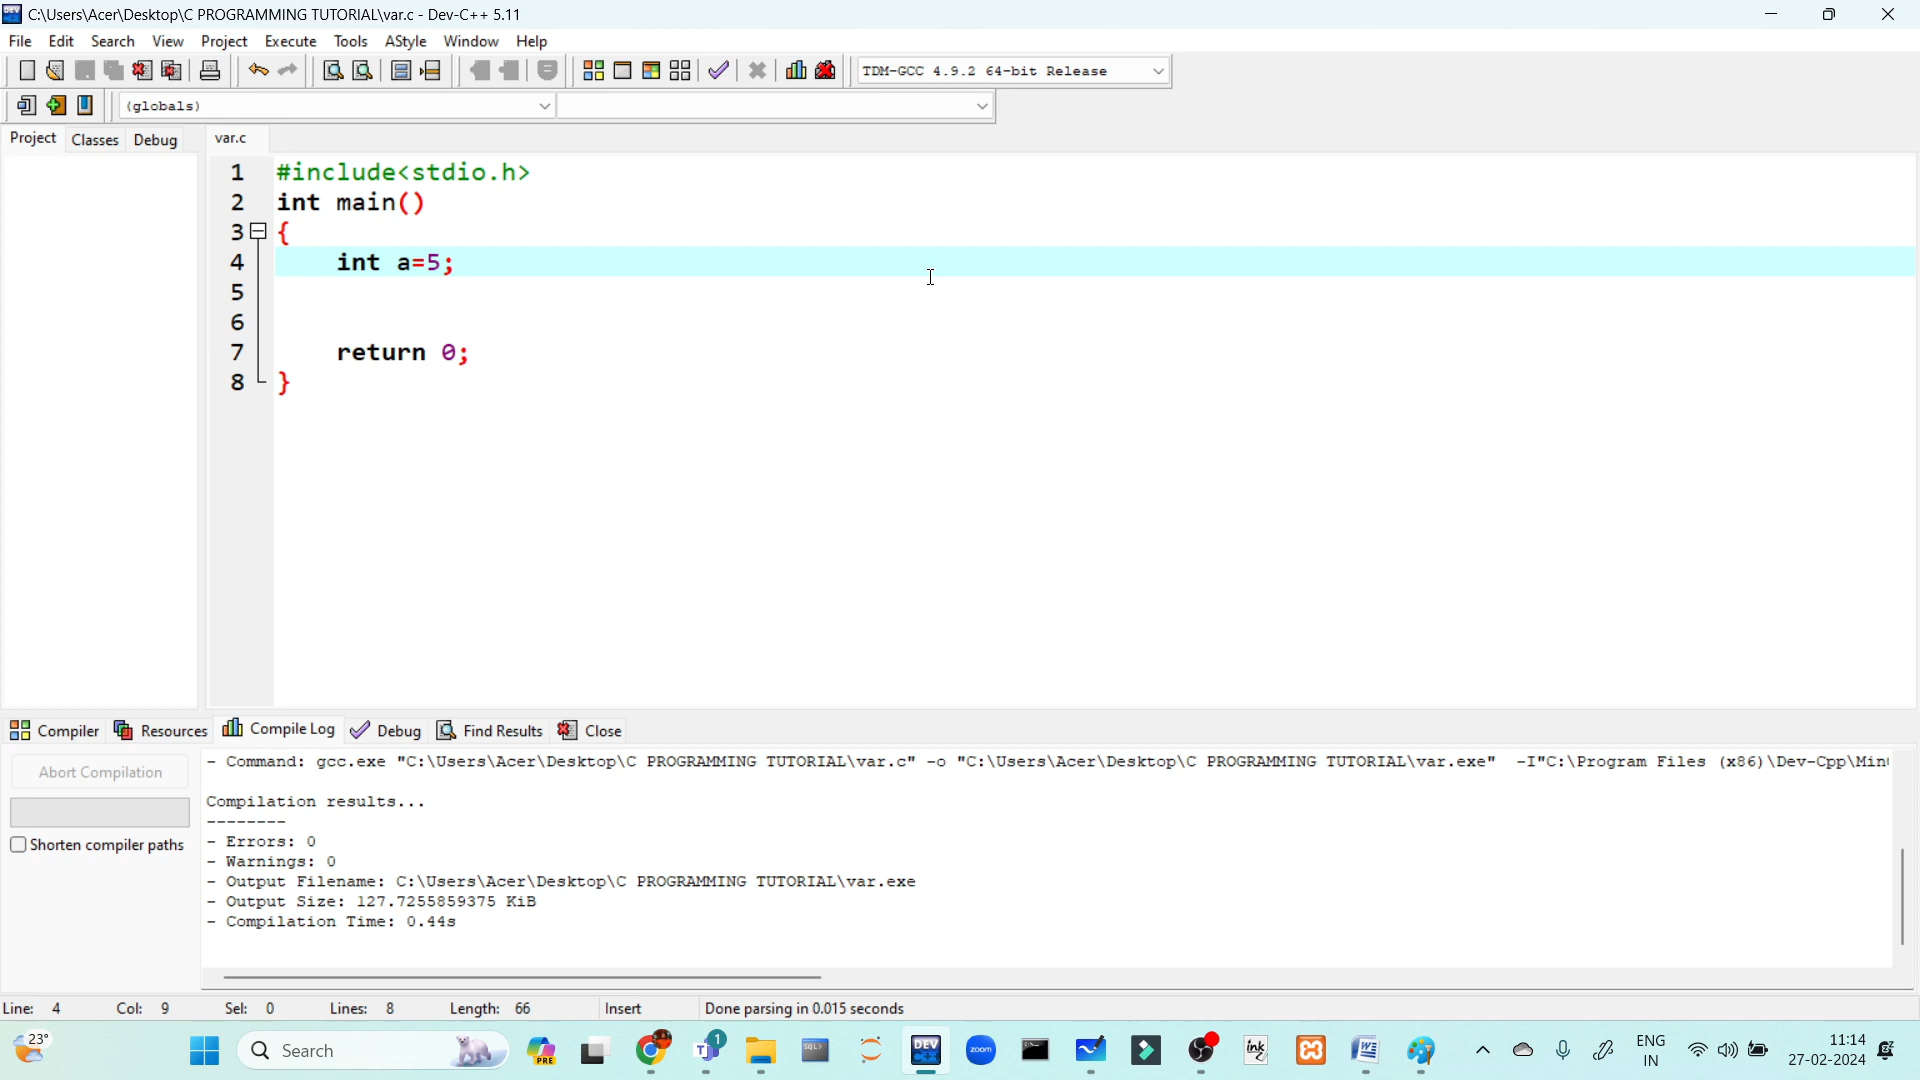 C:\Users\Acer\Desktop\C PROGRAMMING TUTORIAL\var.c - Dev-C++ 5.11
File Edit Search View Project Execute Tools AStyle Window Help
TDM-GCC 4.9.2 64-bit Release
(globals)
Project Classes Debug var.c
1 #include<stdio.h>
2 int main()
3 {
4 int a=5;
5
6
7 return 0;
8 }
Compiler Resources Compile Log Debug Find Results Close
Abort Compilation
Shorten compiler paths
- Command: gcc.exe "C:\Users\Acer\Desktop\C PROGRAMMING TUTORIAL\var.c" -o "C:\Users\Acer\Desktop\C PROGRAMMING TUTORIAL\var.exe" -I"C:\Program Files (x86)\Dev-Cpp\Min
Compilation results...
--------
- Errors: 0
- Warnings: 0
- Output Filename: C:\Users\Acer\Desktop\C PROGRAMMING TUTORIAL\var.exe
- Output Size: 127.7255859375 KiB
- Compilation Time: 0.44s
Line: 4 Col: 9 Sel: 0 Lines: 8 Length: 66 Insert Done parsing in 0.015 seconds
23°
Search
PRE
1
SQL>
DEV
C++
zoom
ink
ENG
IN
11:14
27-02-2024